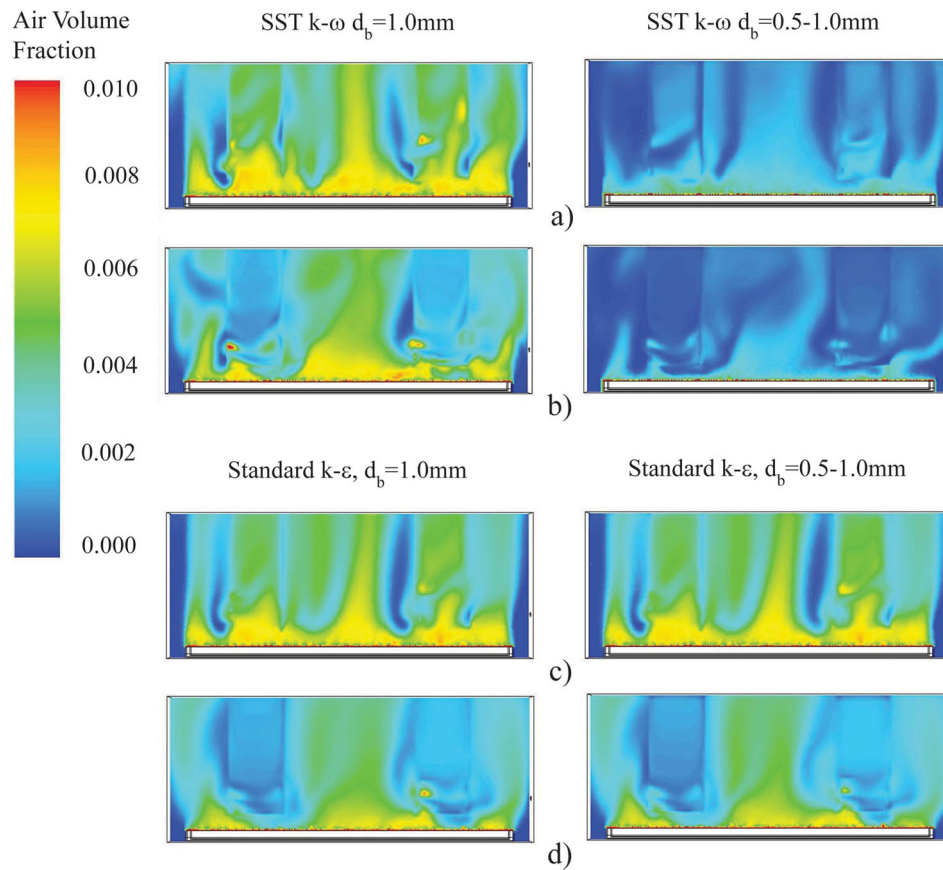 Air Volume
Fraction
SST k-ω d_b=1.0mm
SST k-ω d_b=0.5-1.0mm
0.010
0.008
0.006
0.004
0.002
0.000
a)
b)
Standard k-ε, d_b=1.0mm
Standard k-ε, d_b=0.5-1.0mm
c)
d)